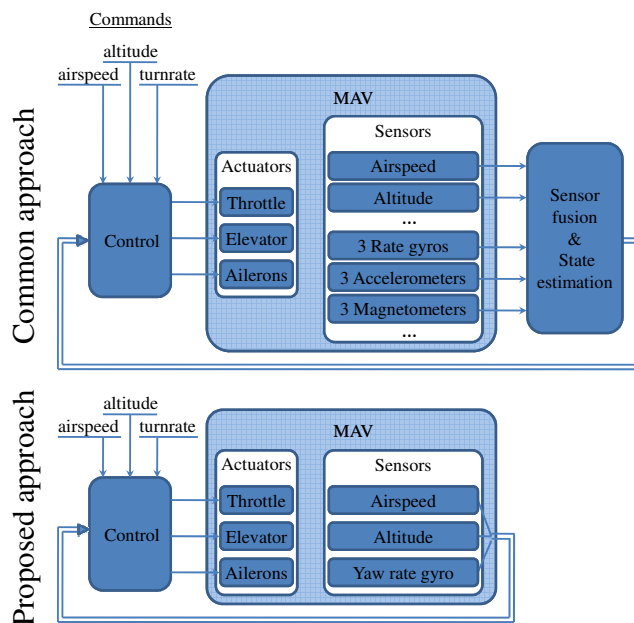 Commands
altitude
airspeed
turnrate
Common approach
MAV
Sensors
Actuators
Airspeed
Altitude
...
3 Rate gyros
3 Accelerometers
3 Magnetometers
...
Throttle
Elevator
Ailerons
Control
Sensor
fusion
&
State
estimation
Proposed approach
altitude
airspeed
turnrate
MAV
Actuators
Sensors
Throttle
Elevator
Ailerons
Airspeed
Altitude
Yaw rate gyro
Control